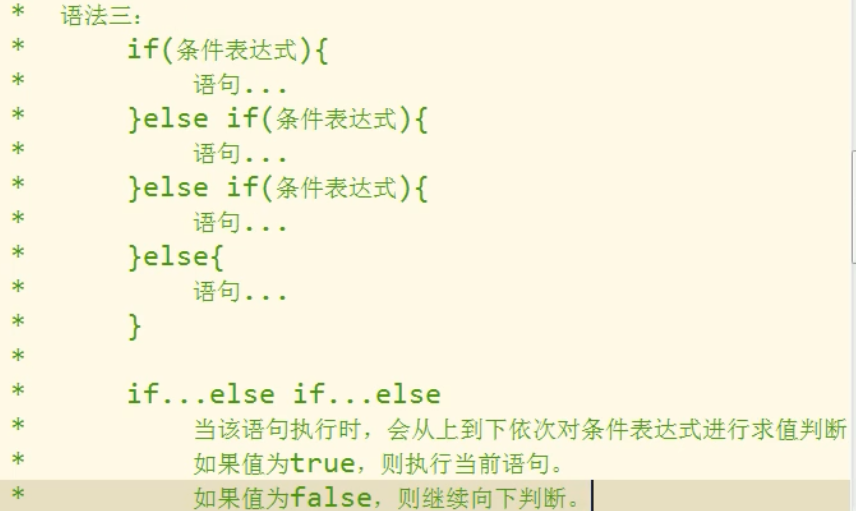 * 语法三：
* if(条件表达式){
* 语句...
* }else if(条件表达式){
* 语句...
* }else if(条件表达式){
* 语句...
* }else{
* 语句...
* }
*
* if...else if...else
* 当该语句执行时，会从上到下依次对条件表达式进行求值判断
* 如果值为true，则执行当前语句。
* 如果值为false，则继续向下判断。